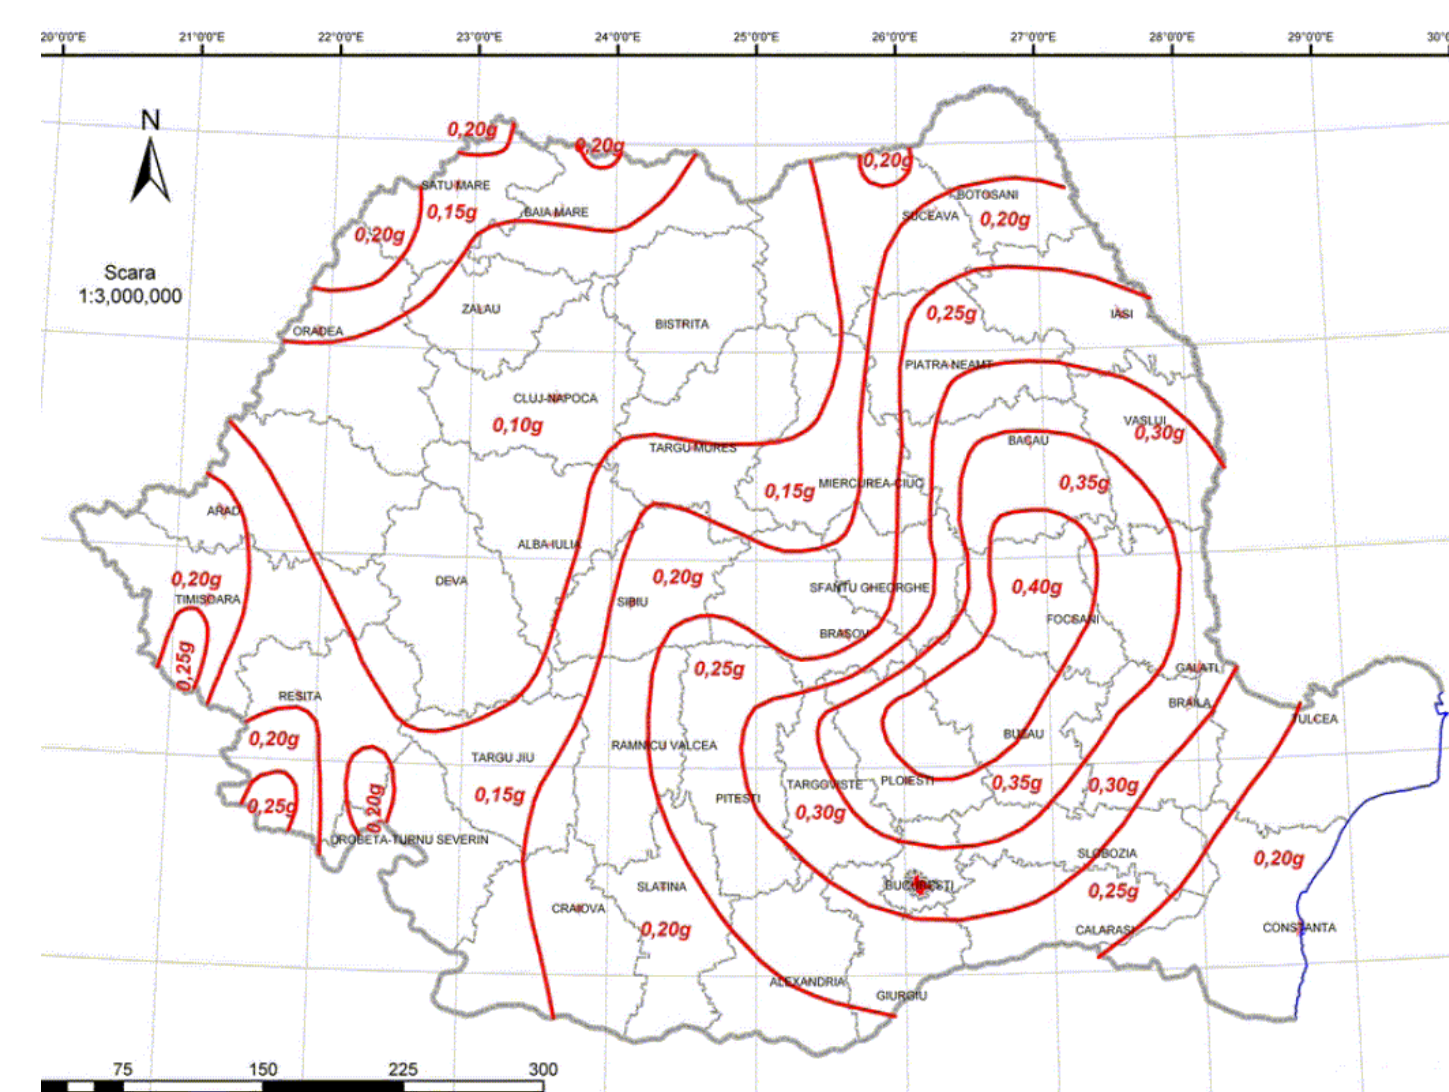 20°0'0"E 21°0'0"E 22°0'0"E 23°0'0"E 24°0'0"E 25°0'0"E 26°0'0"E 27°0'0"E 28°0'0"E 29°0'0"E 30°0
N
0,20g
0,20g
0,20g
SATU MARE
BOTOSANI
0,15g
BAIA MARE
SUCEAVA
0,20g
0,20g
Scara
1:3,000,000
ZALAU
0,25g
IASI
ORADEA
BISTRITA
PIATRA-NEAMT
CLUJ-NAPOCA
0,10g
VASLUI
0,30g
BACAU
TARGU MURES
MIERCUREA-CIUC
0,35g
0,15g
ARAD
ALBA-IULIA
0,20g
DEVA
0,20g
SFANTU GHEORGHE
0,40g
TIMISOARA
SIBIU
FOCSANI
BRASOV
0,25g
0,25g
GALATI
RESITA
BRAILA
TULCEA
0,20g
RAMNICU VALCEA
BUZAU
TARGU JIU
TARGOVISTE
PLOIESTI
0,35g
0,30g
0,15g
PITESTI
0,25g
0,20g
0,30g
DROBETA-TURNU SEVERIN
SLOBOZIA
0,20g
SLATINA
BUCURESTI
0,25g
CRAIOVA
0,20g
CALARASI
CONSTANTA
ALEXANDRIA
GIURGIU
75 150 225 300